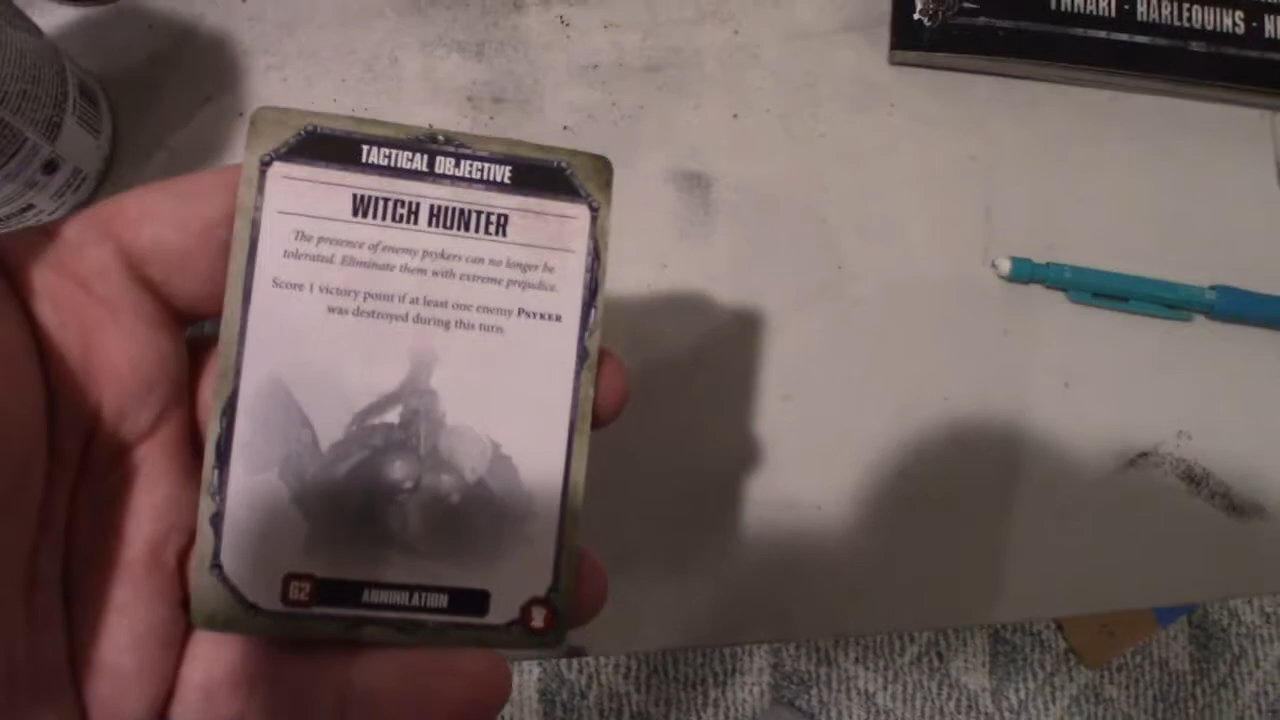 YNNARI - HARLEQUINS -
TACTICAL OBJECTIVE
WITCH HUNTER
The presence of enemy psykers can no longer be
tolerated. Eliminate them with extreme prejudice.
Score 1 victory point if at least one enemy PSYKER
was destroyed during this turn.
62 ANNIHILATION